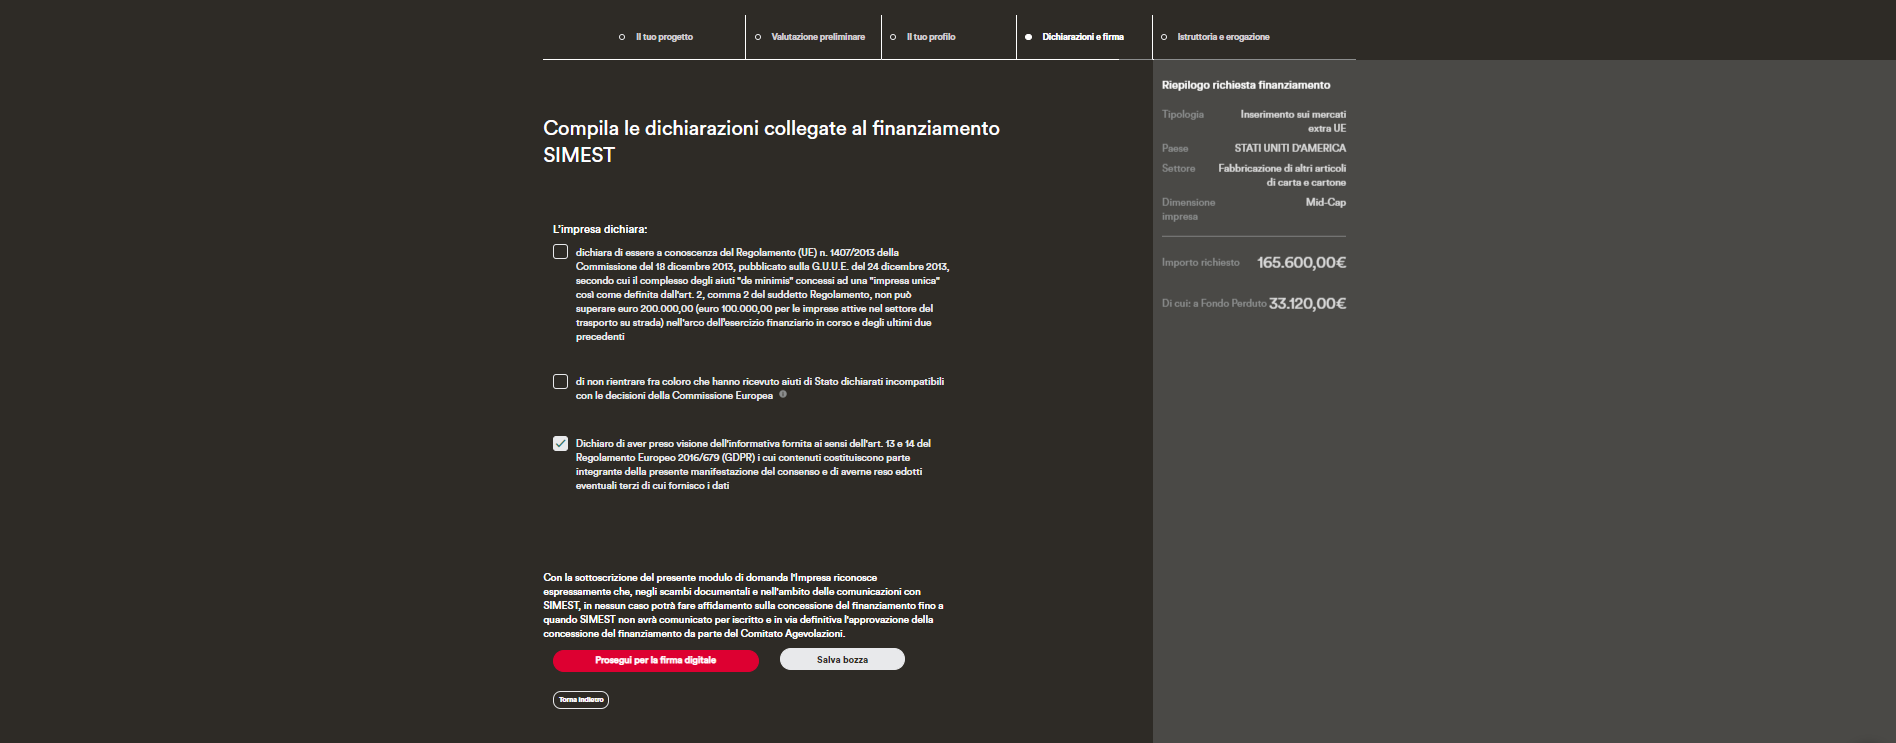 Il tuo progetto
Valutazione preliminare
Il tuo profilo
Dichiarazioni e firma
Istruttoria e erogazione
Compila le dichiarazioni collegate al finanziamento
SIMEST
L'impresa dichiara:
dichiara di essere a conoscenza del Regolamento (UE) n. 1407/2013 della
Commissione del 18 dicembre 2013, pubblicato sulla G.U.U.E. del 24 dicembre 2013,
secondo cui il complesso degli aiuti "de minimis" concessi ad una "impresa unica"
così come definita dall'art. 2, comma 2 del suddetto Regolamento, non può
superare euro 200.000,00 (euro 100.000,00 per le imprese attive nel settore del
trasporto su strada) nell'arco dell'esercizio finanziario in corso e degli ultimi due
precedenti
di non rientrare fra coloro che hanno ricevuto aiuti di Stato dichiarati incompatibili
con le decisioni della Commissione Europea
Dichiaro di aver preso visione dell'informativa fornita ai sensi dell'art. 13 e 14 del
Regolamento Europeo 2016/679 (GDPR) i cui contenuti costituiscono parte
integrante della presente manifestazione del consenso e di averne reso edotti
eventuali terzi di cui fornisco i dati
Con la sottoscrizione del presente modulo di domanda l'Impresa riconosce
espressamente che, negli scambi documentali e nell'ambito delle comunicazioni con
SIMEST, in nessun caso potrà fare affidamento sulla concessione del finanziamento fino a
quando SIMEST non avrà comunicato per iscritto e in via definitiva l'approvazione della
concessione del finanziamento da parte del Comitato Agevolazioni.
Prosegui per la firma digitale
Salva bozza
Torna indietro
Riepilogo richiesta finanziamento
Tipologia Inserimento sui mercati
extra UE
Paese STATI UNITI D'AMERICA
Settore Fabbricazione di altri articoli
di carta e cartone
Dimensione Mid-Cap
impresa
Importo richiesto 165.600,00€
Di cui: a Fondo Perduto 33.120,00€